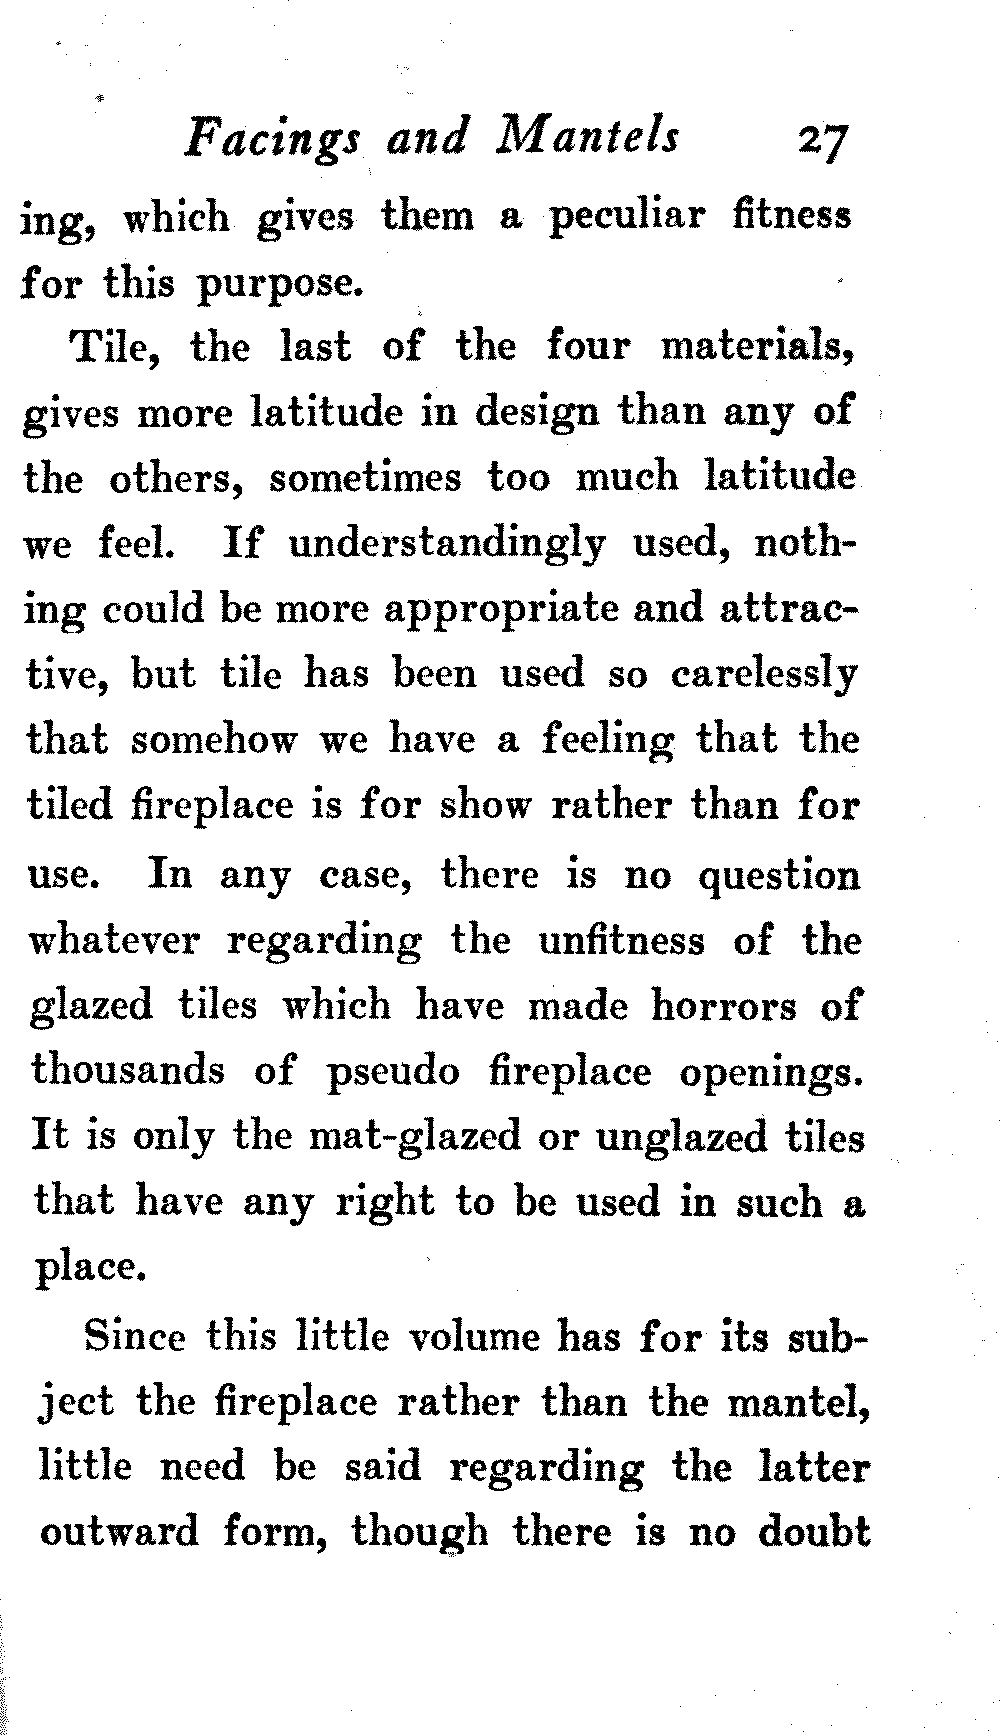 Facings and Mantels 27
ing, which gives them a peculiar fitness
for this purpose.
Tile, the last of the four materials,
gives more latitude in design than any of
the others, sometimes too much latitude
we feel. If understandingly used, noth-
ing could be more appropriate and attrac-
tive, but tile has been used so carelessly
that somehow we have a feeling that the
tiled fireplace is for show rather than for
use. In any case, there is no question
whatever regarding the unfitness of the
glazed tiles which have made horrors of
thousands of pseudo fireplace openings.
It is only the mat-glazed or unglazed tiles
that have any right to be used in such a
place.
Since this little volume has for its sub-
ject the fireplace rather than the mantel,
little need be said regarding the latter
outward form, though there is no doubt